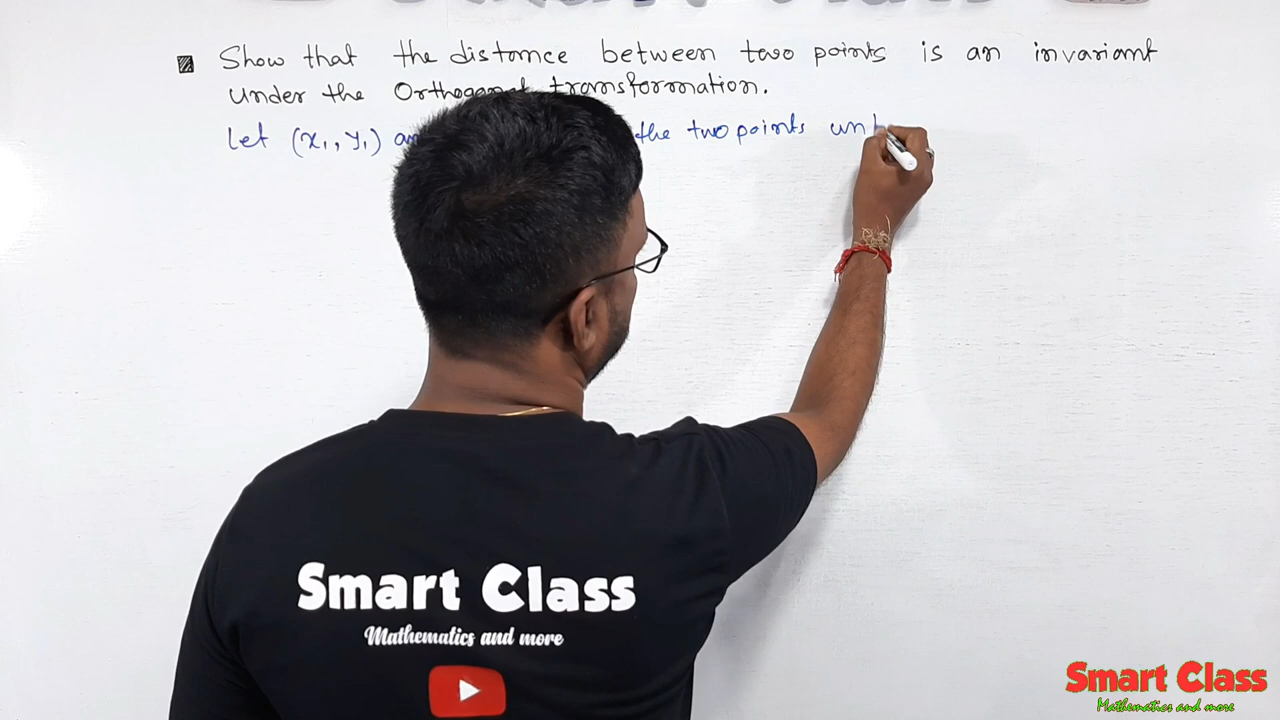 Show that the distance between two points is an invariant
under the transformation.
Let (x₁, y₁) the two points
Smart Class
Mathematics and more
Smart Class
Mathematics and more